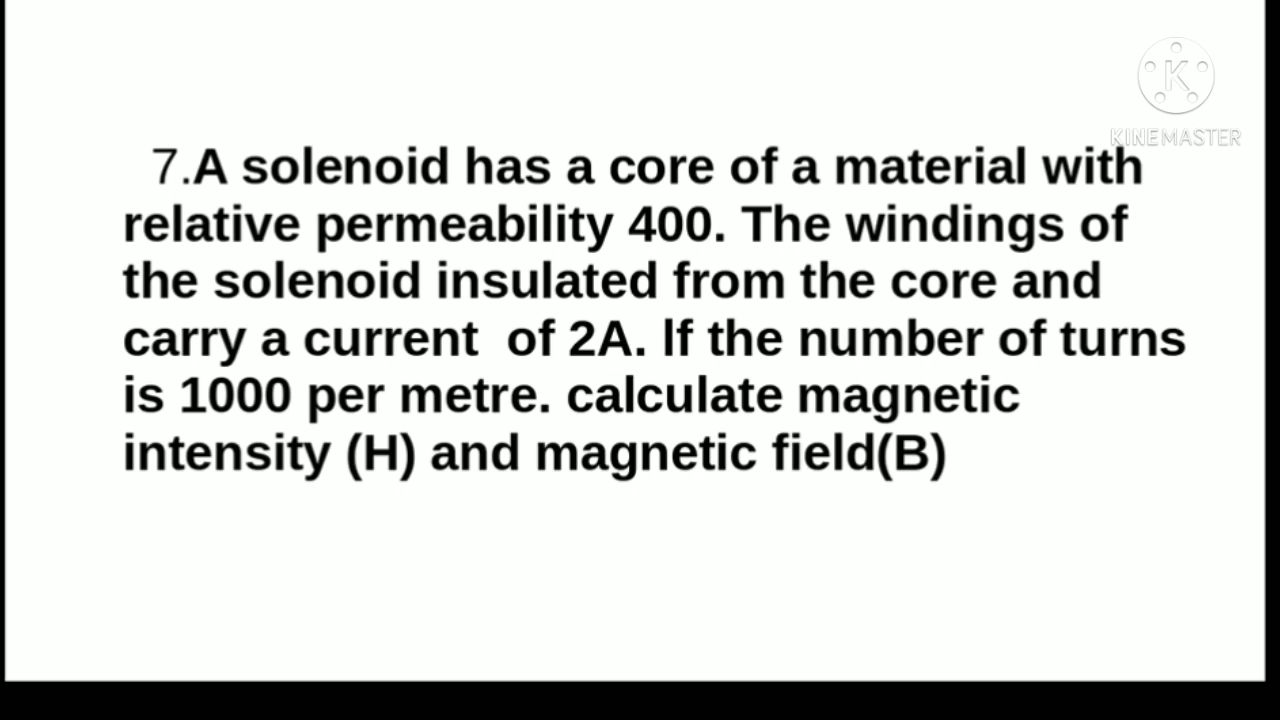 KINEMASTER
7.A solenoid has a core of a material with
relative permeability 400. The windings of
the solenoid insulated from the core and
carry a current  of 2A. lf the number of turns
is 1000 per metre. calculate magnetic
intensity (H) and magnetic field(B)